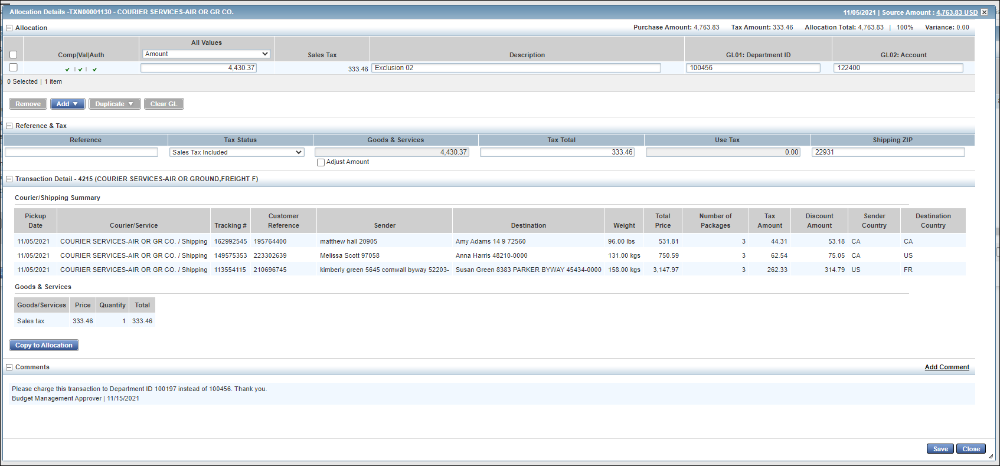 Allocation Details -TXN00001130 - COURIER SERVICES-AIR OR GR CO. 11/05/2021 | Source Amount : 4,763.83 USD
Allocation Purchase Amount: 4,763.83 Tax Amount: 333.46 Allocation Total: 4,763.83 | 100% Variance: 0.00
All Values
Comp|Val|Auth Amount Sales Tax Description GL01: Department ID GL02: Account
4,430.37 333.46 Exclusion 02 100456 122400
0 Selected | 1 item
Remove Add Duplicate Clear GL
Reference & Tax
Reference Tax Status Goods & Services Tax Total Use Tax Shipping ZIP
Sales Tax Included 4,430.37 333.46 0.00 22931
Adjust Amount
Transaction Detail - 4215 (COURIER SERVICES-AIR OR GROUND,FREIGHT F)
Courier/Shipping Summary
Pickup Date Courier/Service Tracking # Customer Reference Sender Destination Weight Total Price Number of Packages Tax Amount Discount Amount Sender Country Destination Country
11/05/2021 COURIER SERVICES-AIR OR GR CO. / Shipping 162992545 195764400 matthew hall 20905 Amy Adams 14 9 72560 96.00 lbs 531.81 3 44.31 53.18 CA CA
11/05/2021 COURIER SERVICES-AIR OR GR CO. / Shipping 149575353 223302639 Melissa Scott 97058 Anna Harris 48210-0000 131.00 kgs 750.59 3 62.54 75.05 CA US
11/05/2021 COURIER SERVICES-AIR OR GR CO. / Shipping 113554115 210696745 kimberly green 5645 cornwall byway 52203- Susan Green 8383 PARKER BYWAY 45434-0000 158.00 kgs 3,147.97 3 262.33 314.79 US FR
Goods & Services
Goods/Services Price Quantity Total
Sales tax 333.46 1 333.46
Copy to Allocation
Comments Add Comment
Please charge this transaction to Department ID 100197 instead of 100456. Thank you.
Budget Management Approver | 11/15/2021
Save Close